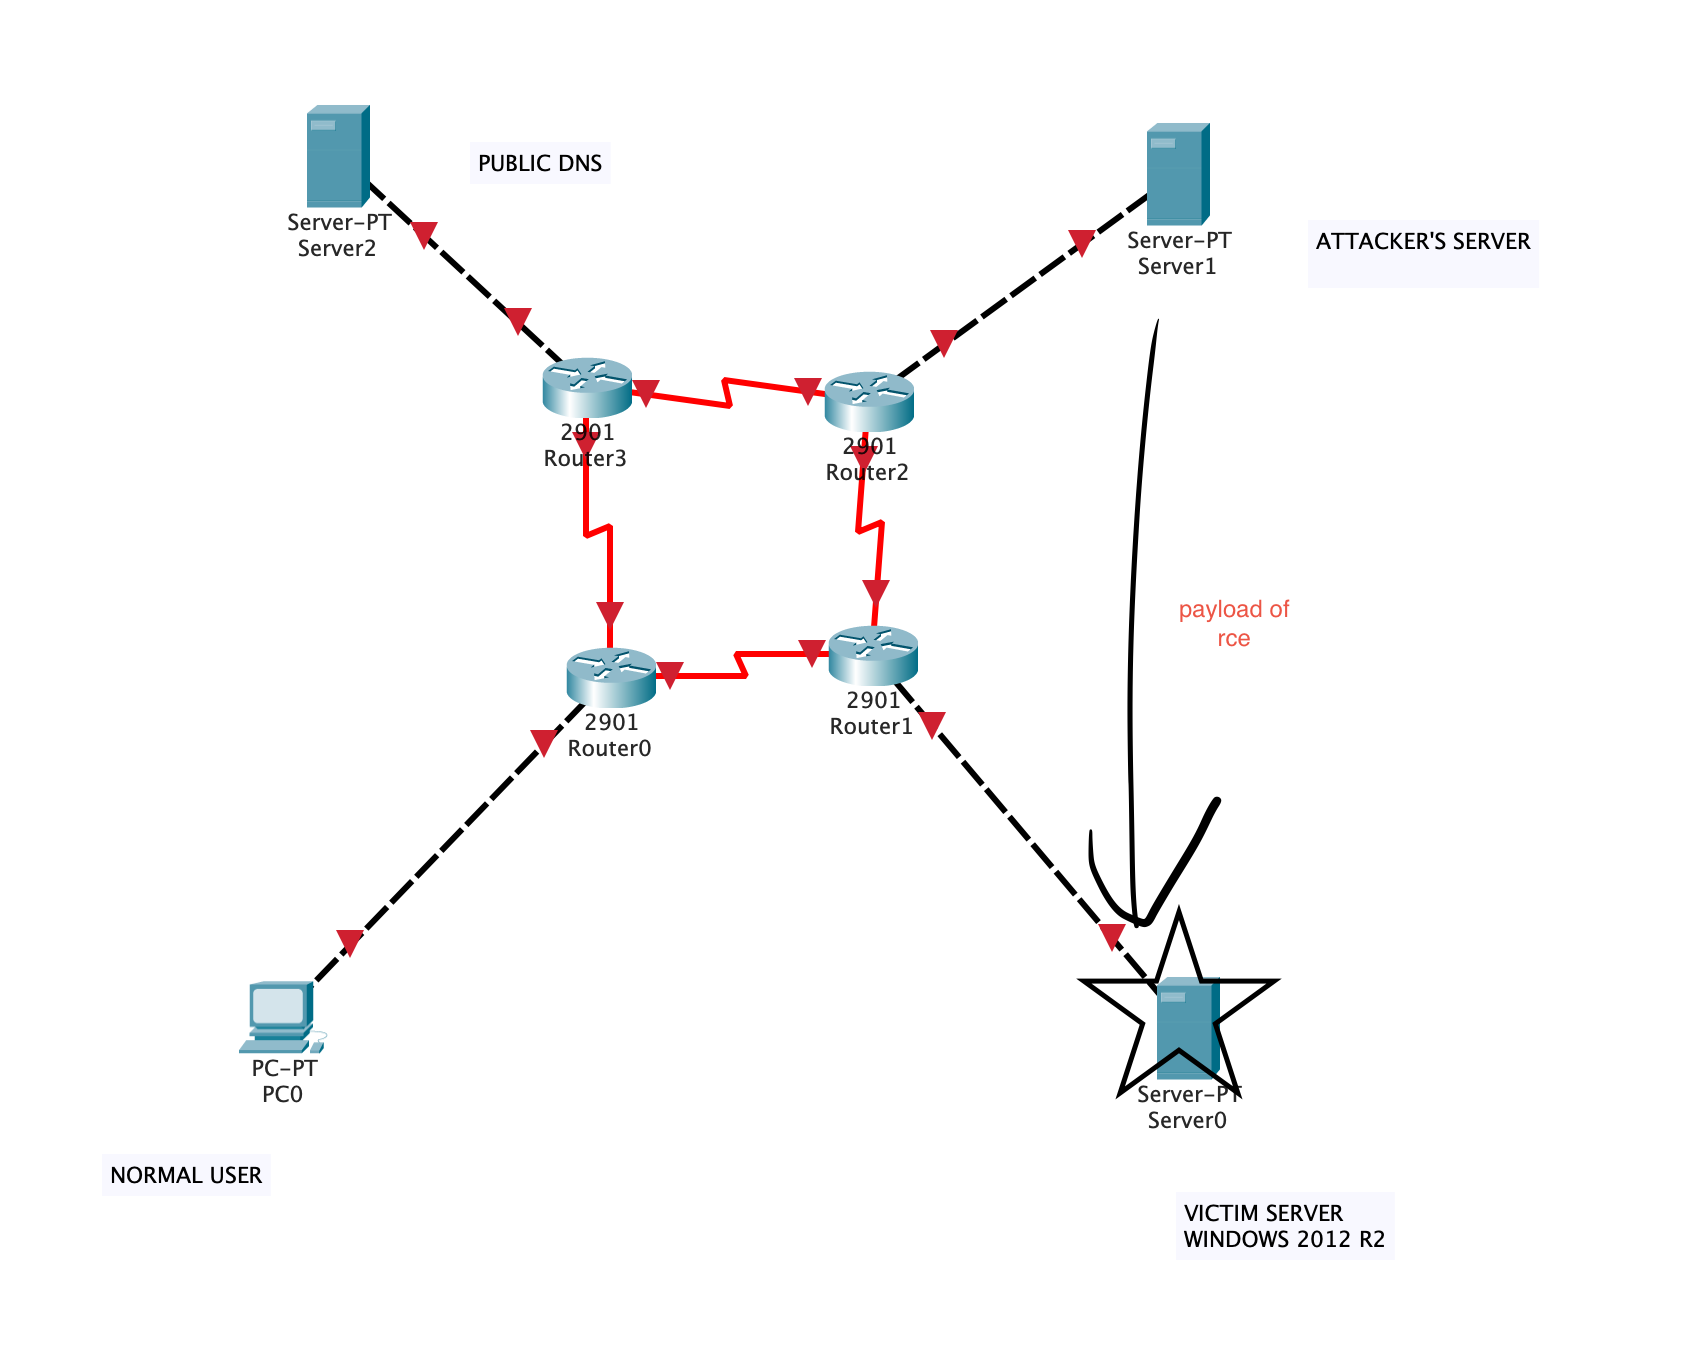 PUBLIC DNS
Server-PT
Server2
Server-PT
Server1
ATTACKER'S SERVER
2901
Router3
2901
Router2
payload of
rce
2901
Router0
2901
Router1
PC-PT
PC0
Server-PT
Server0
NORMAL USER
VICTIM SERVER
WINDOWS 2012 R2